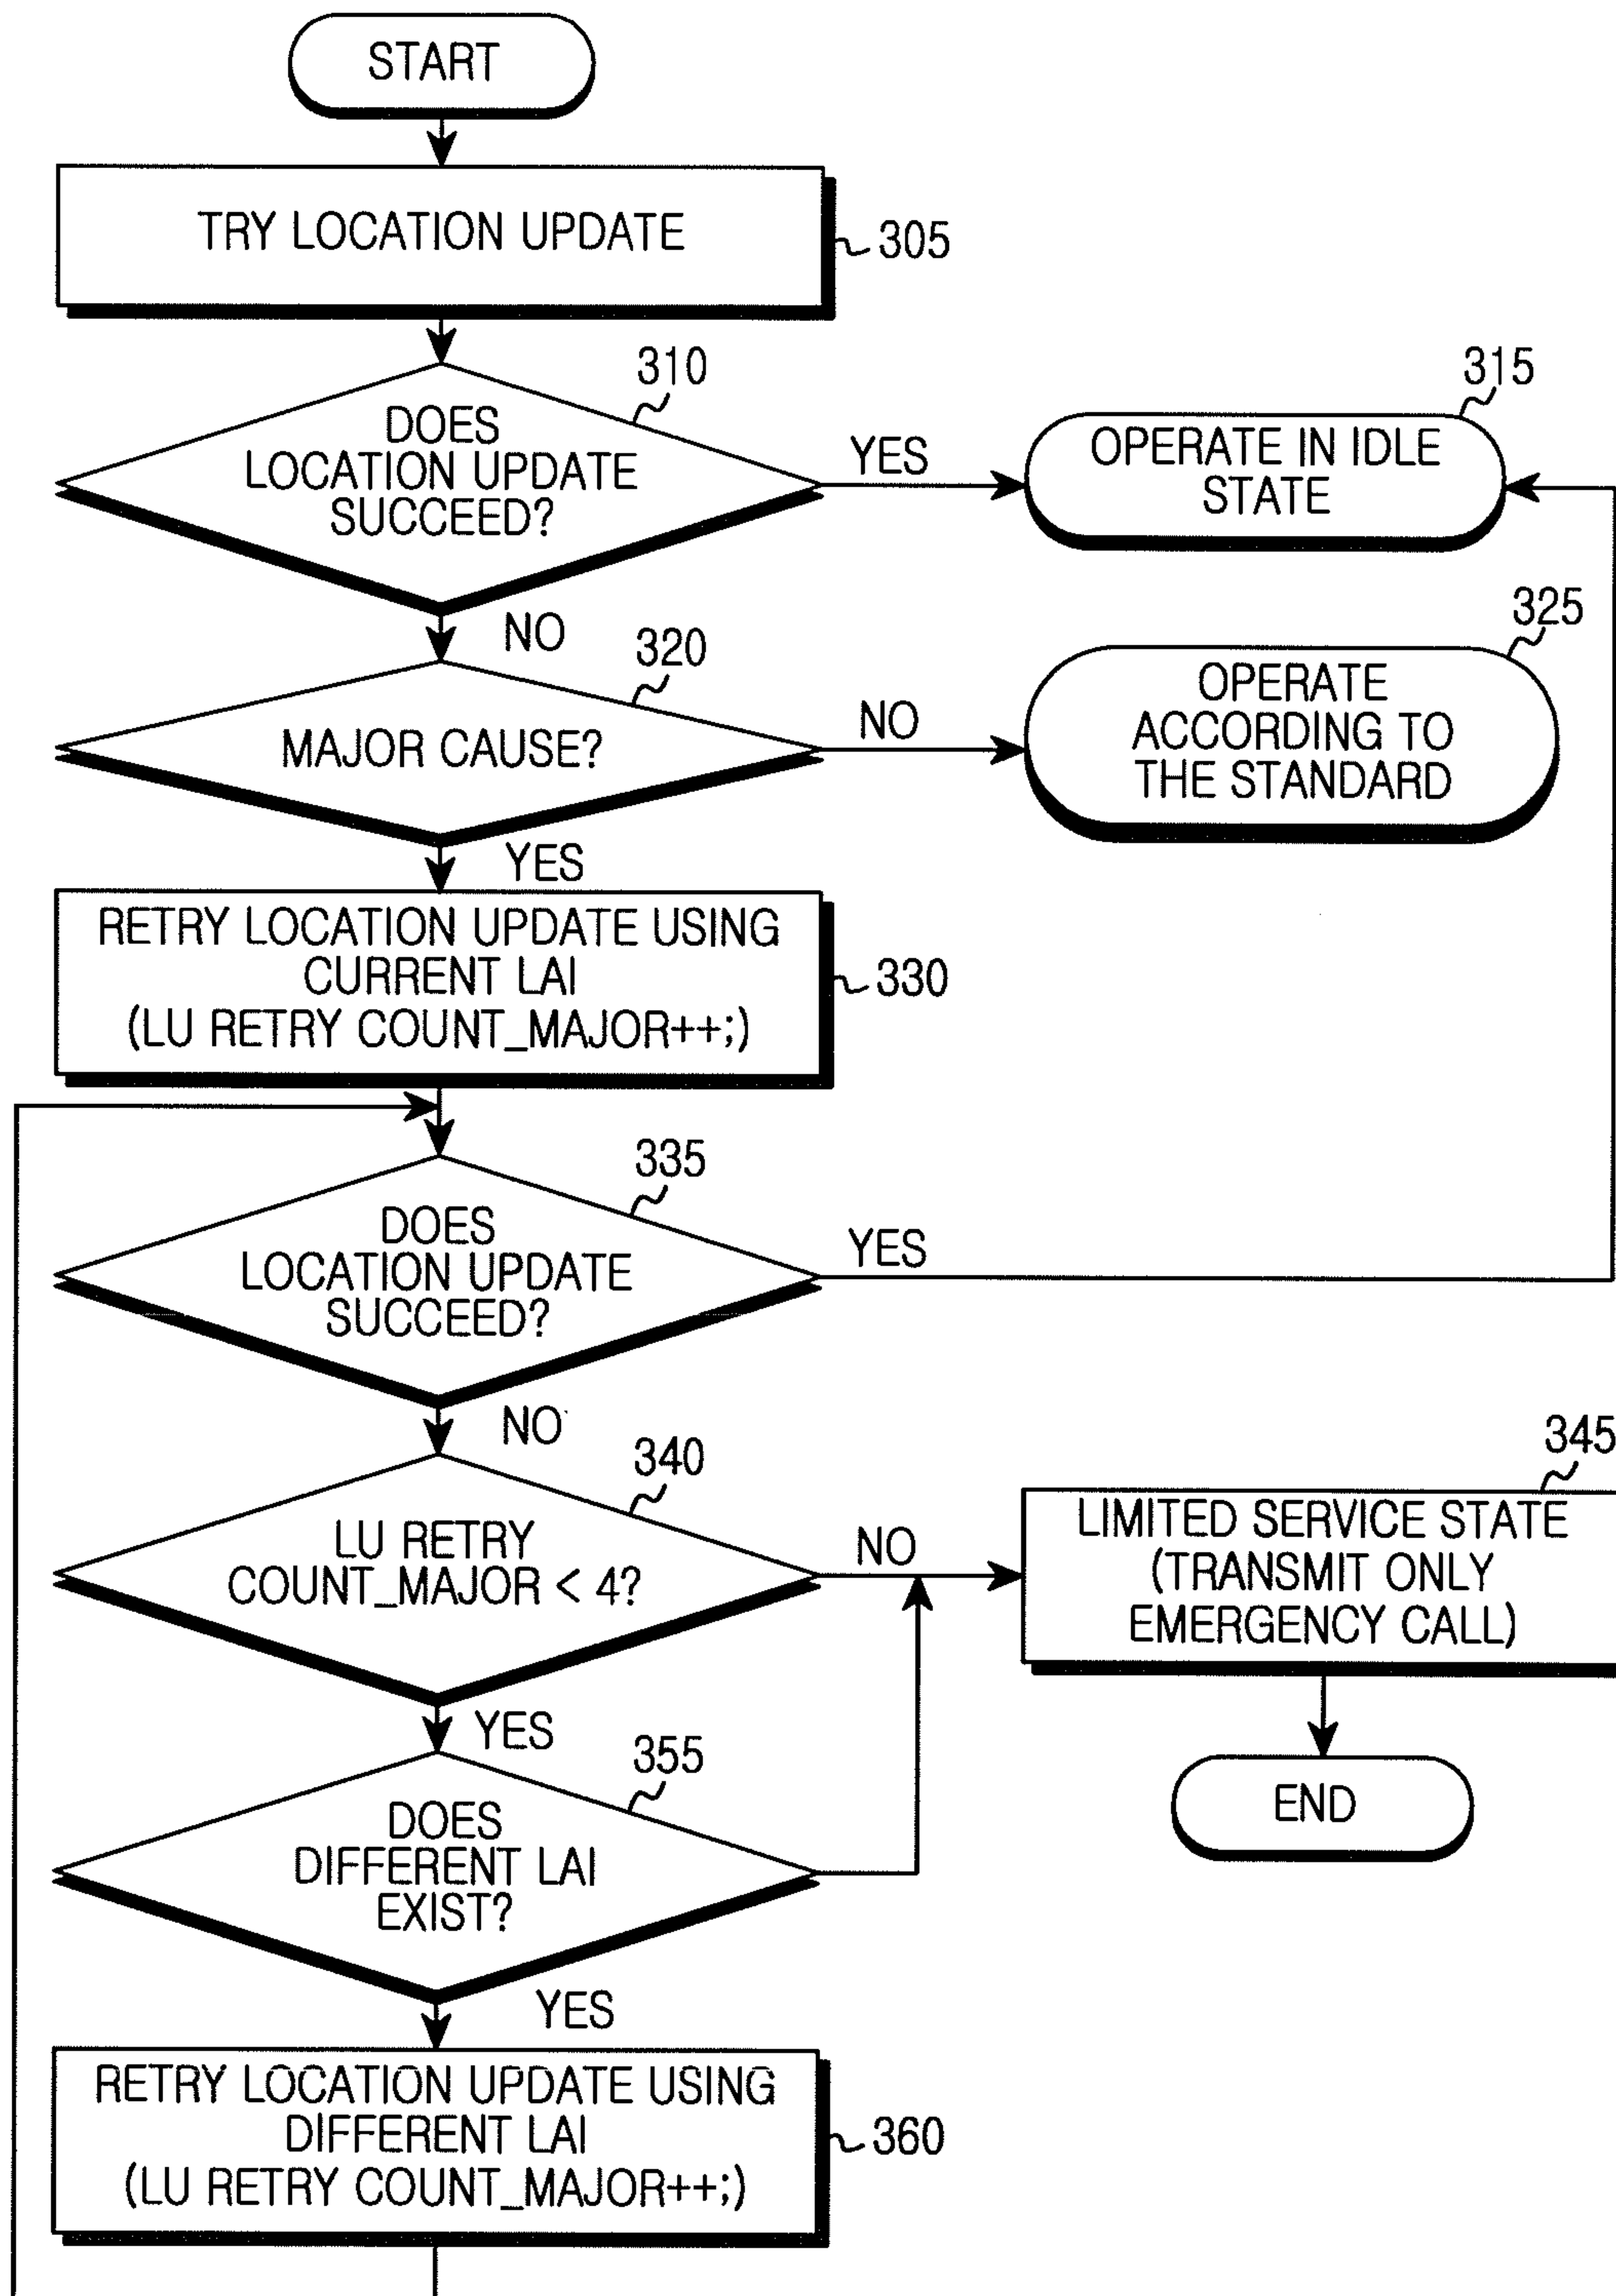 START
TRY LOCATION UPDATE
305
310
DOES
LOCATION UPDATE
SUCCEED?
YES
315
OPERATE IN IDLE
STATE
NO
320
MAJOR CAUSE?
NO
325
OPERATE
ACCORDING TO
THE STANDARD
YES
RETRY LOCATION UPDATE USING
CURRENT LAI
(LU RETRY COUNT_MAJOR++;)
330
335
DOES
LOCATION UPDATE
SUCCEED?
YES
NO
340
LU RETRY
COUNT_MAJOR < 4?
NO
345
LIMITED SERVICE STATE
(TRANSMIT ONLY
EMERGENCY CALL)
YES
355
DOES
DIFFERENT LAI
EXIST?
END
YES
RETRY LOCATION UPDATE USING
DIFFERENT LAI
(LU RETRY COUNT_MAJOR++;)
360